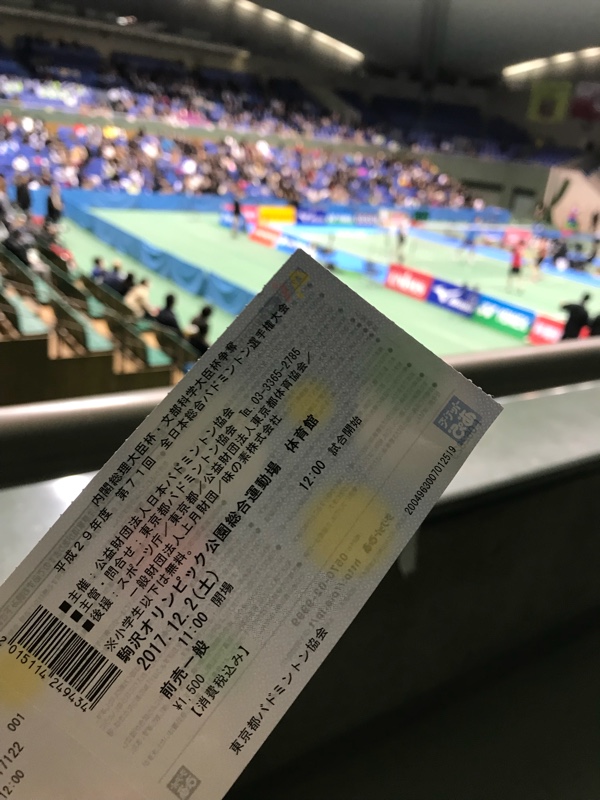 内閣総理大臣杯・文部科学大臣杯争奪
平成29年度 第71回 全日本総合バドミントン選手権大会
■主催：公益財団法人日本バドミントン協会
■主管・問合せ：東京都バドミントン協会 ℡ 03-3365-2785
■後援：スポーツ庁／東京都／公益財団法人東京都体育協会／
一般財団法人上月財団／味の素株式会社
※小学生以下は無料。
駒沢オリンピック公園総合運動場 体育館
2017.12.2(土)
11:00 開場 12:00 試合開始
前売一般
¥1,500
【消費税込み】
東京都バドミントン協会
チケットぴあ
2004963007012519
2 015114 249434
001
17122
12:00